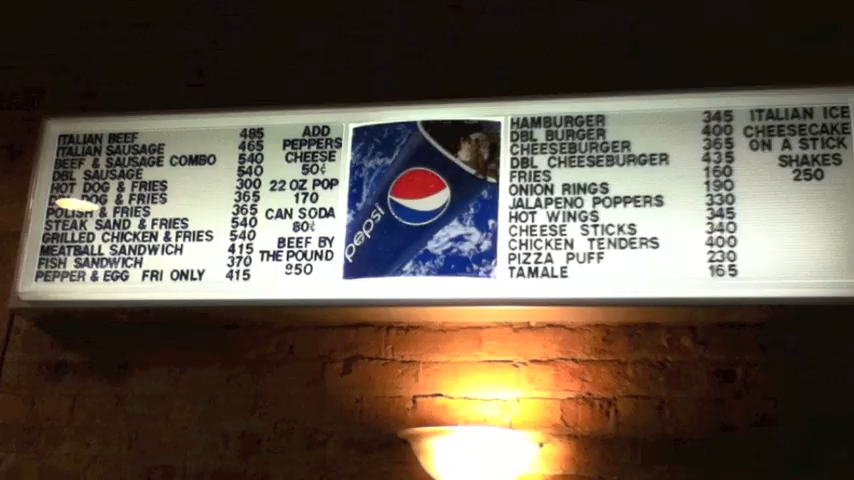 ITALIAN BEEF 485
ITALIAN SAUSAGE 465
BEEF & SAUSAGE COMBO 540
DBL SAUSAGE 540
HOT DOG & FRIES 300
DOG & FRIES 365
POLISH & FRIES 365
STEAK SAND & FRIES 540
GRILLED CHICKEN & FRIES 540
MEATBALL SANDWICH 415
FISH SANDWICH 370
PEPPER & EGG FRI ONLY 415
ADD
PEPPERS
CHEESE
50¢
22 OZ POP
170
CAN SODA
80¢
BEEF BY
THE POUND
950
pepsi
HAMBURGER 345
DBL BURGER 400
CHEESEBURGER 365
DBL CHEESEBURGER 435
FRIES 160
ONION RINGS 190
JALAPENO POPPERS 330
HOT WINGS 345
CHEESE STICKS 340
CHICKEN TENDERS 400
PIZZA PUFF 230
TAMALE 165
ITALIAN ICE
CHEESECAKE
ON A STICK
SHAKES
250